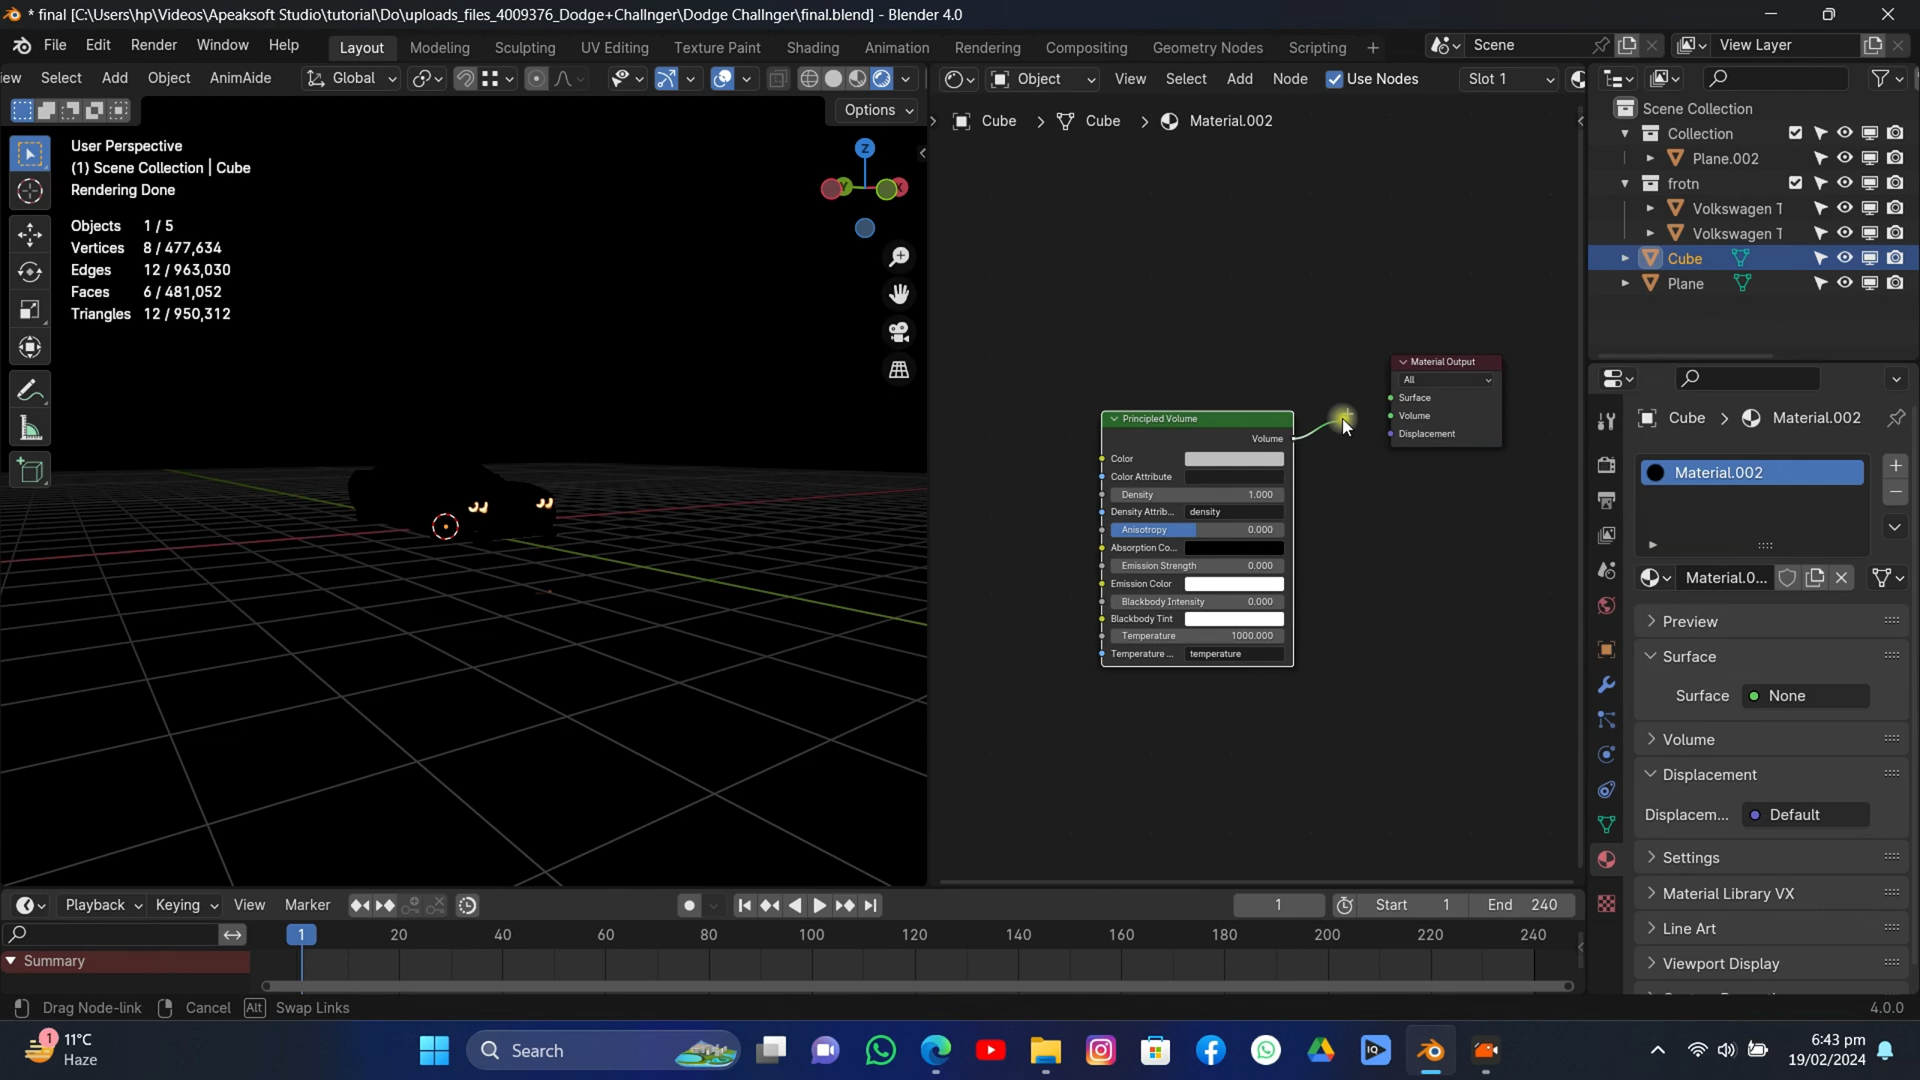 * final [C:\Users\hp\Videos\Apeaksoft Studio\tutorial\Do\uploads_files_4009376_Dodge+Challnger\Dodge Challnger\final.blend] - Blender 4.0
File Edit Render Window Help Layout Modeling Sculpting UV Editing Texture Paint Shading Animation Rendering Compositing Geometry Nodes Scripting + Scene View Layer
ew Select Add Object AnimAide Global Object View Select Add Node Use Nodes Slot 1
Options
User Perspective
(1) Scene Collection | Cube
Rendering Done
Objects 1 / 5
Vertices 8 / 477,634
Edges 12 / 963,030
Faces 6 / 481,052
Triangles 12 / 950,312
Z
Y
X
Cube > Cube > Material.002
Principled Volume
Volume
Color
Color Attribute
Density 1.000
Density Attrib... density
Anisotropy 0.000
Absorption Co...
Emission Strength 0.000
Emission Color
Blackbody Intensity 0.000
Blackbody Tint
Temperature 1000.000
Temperature ... temperature
Material Output
All
Surface
Volume
Displacement
Scene Collection
Collection
Plane.002
frotn
Volkswagen T
Volkswagen T
Cube
Plane
Cube > Material.002
Material.002
Material.0...
Preview
Surface
Surface None
Volume
Displacement
Displacem... Default
Settings
Material Library VX
Line Art
Viewport Display
Playback Keying View Marker 1 Start 1 End 240
1 20 40 60 80 100 120 140 160 180 200 220 240
Summary
Drag Node-link Cancel Alt Swap Links 4.0.0
1 11°C
Haze
Search
IQ
6:43 pm
19/02/2024